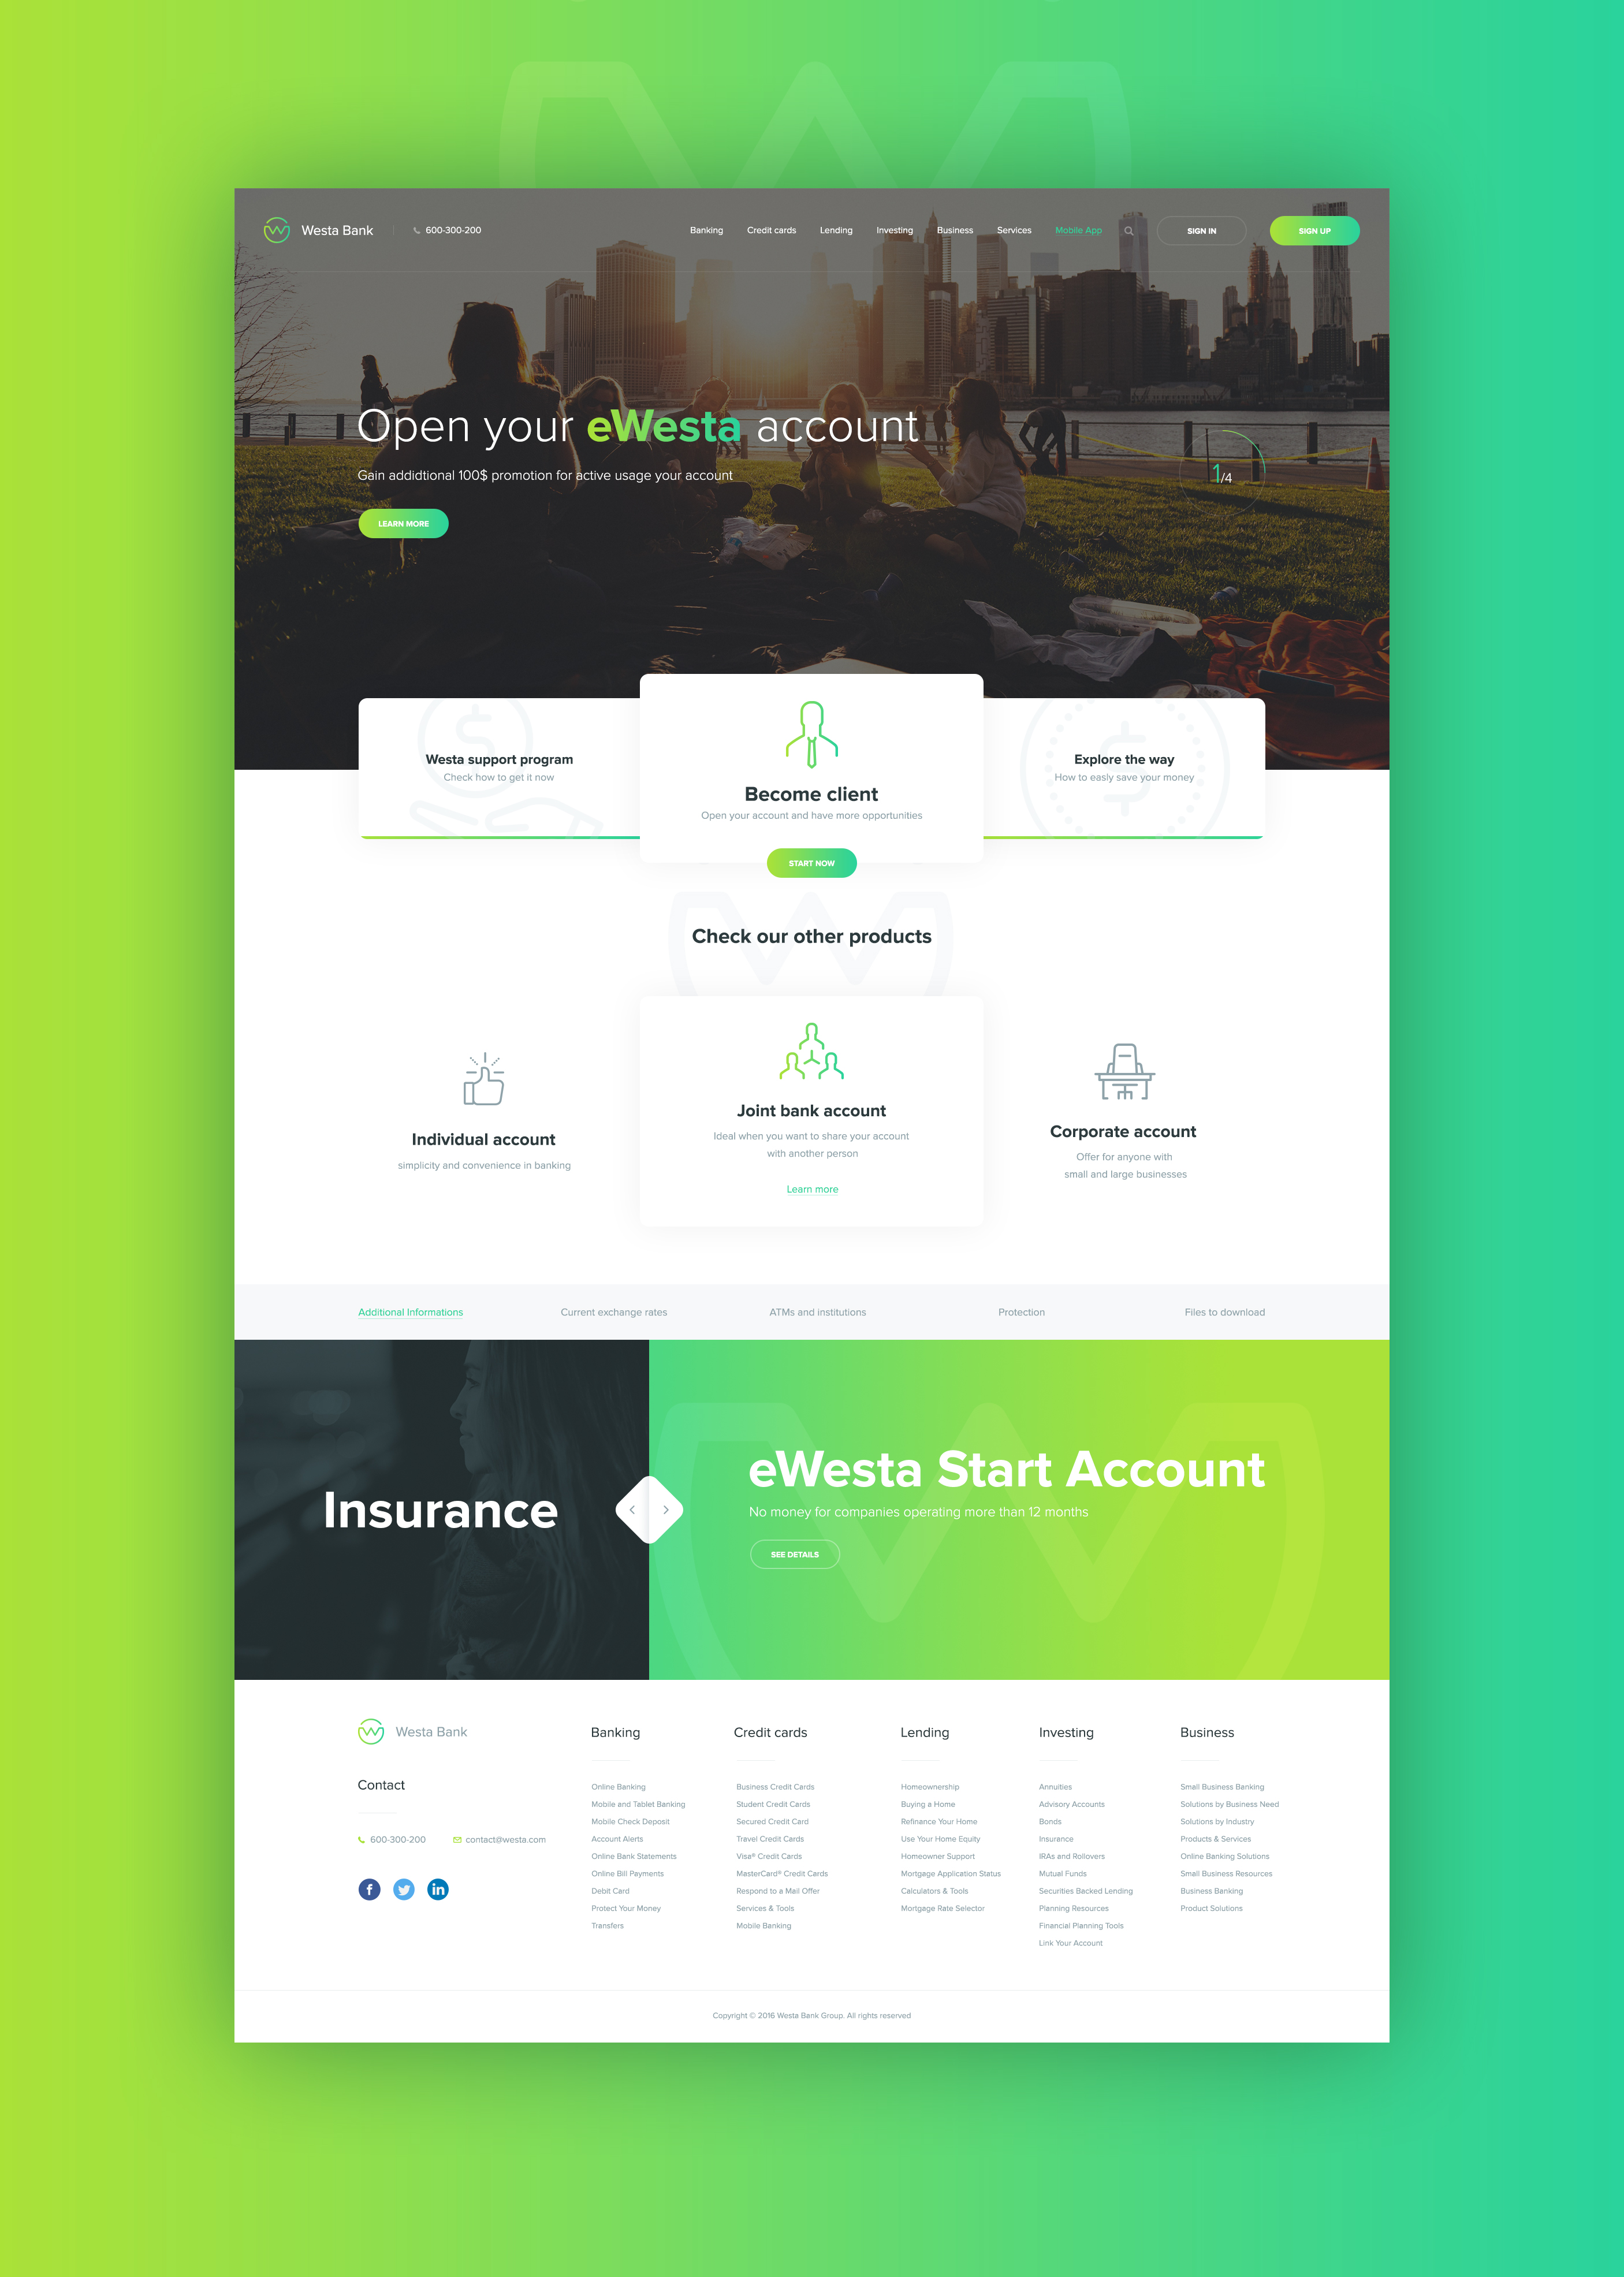 Westa Bank
600-300-200
Banking
Credit cards
Lending
Investing
Business
Services
Mobile App
SIGN IN
SIGN UP
Open your eWesta account
Gain addidtional 100$ promotion for active usage your account
LEARN MORE
1/4
Westa support program
Check how to get it now
Become client
Open your account and have more opportunities
START NOW
Explore the way
How to easly save your money
Check our other products
Individual account
simplicity and convenience in banking
Joint bank account
Ideal when you want to share your account
with another person
Learn more
Corporate account
Offer for anyone with
small and large businesses
Additional Informations
Current exchange rates
ATMs and institutions
Protection
Files to download
Insurance
eWesta Start Account
No money for companies operating more than 12 months
SEE DETAILS
Westa Bank
Contact
600-300-200
contact@westa.com
Banking
Online Banking
Mobile and Tablet Banking
Mobile Check Deposit
Account Alerts
Online Bank Statements
Online Bill Payments
Debit Card
Protect Your Money
Transfers
Credit cards
Business Credit Cards
Student Credit Cards
Secured Credit Card
Travel Credit Cards
Visa® Credit Cards
MasterCard® Credit Cards
Respond to a Mail Offer
Services & Tools
Mobile Banking
Lending
Homeownership
Buying a Home
Refinance Your Home
Use Your Home Equity
Homeowner Support
Mortgage Application Status
Calculators & Tools
Mortgage Rate Selector
Investing
Annuities
Advisory Accounts
Bonds
Insurance
IRAs and Rollovers
Mutual Funds
Securities Backed Lending
Planning Resources
Financial Planning Tools
Link Your Account
Business
Small Business Banking
Solutions by Business Need
Solutions by Industry
Products & Services
Online Banking Solutions
Small Business Resources
Business Banking
Product Solutions
Copyright © 2016 Westa Bank Group. All rights reserved